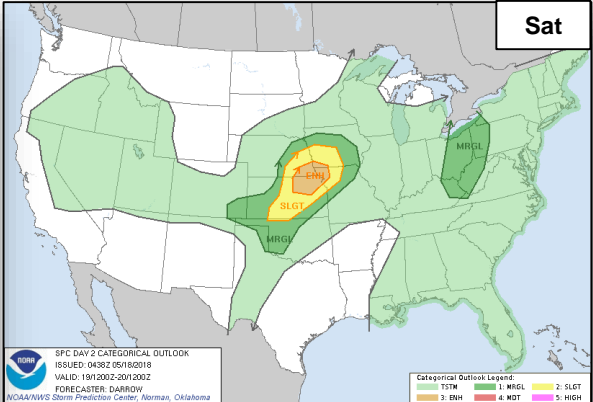 Sat
MRGL
ENH
SLGT
MRGL
NOAA
SPC DAY 2 CATEGORICAL OUTLOOK
ISSUED: 0438Z 05/18/2018
VALID: 19/1200Z-20/1200Z
FORECASTER: DARROW
NOAA/NWS Storm Prediction Center, Norman, Oklahoma
Categorical Outlook Legend:
TSTM 1: MRGL 2: SLGT
3: ENH 4: MDT 5: HIGH